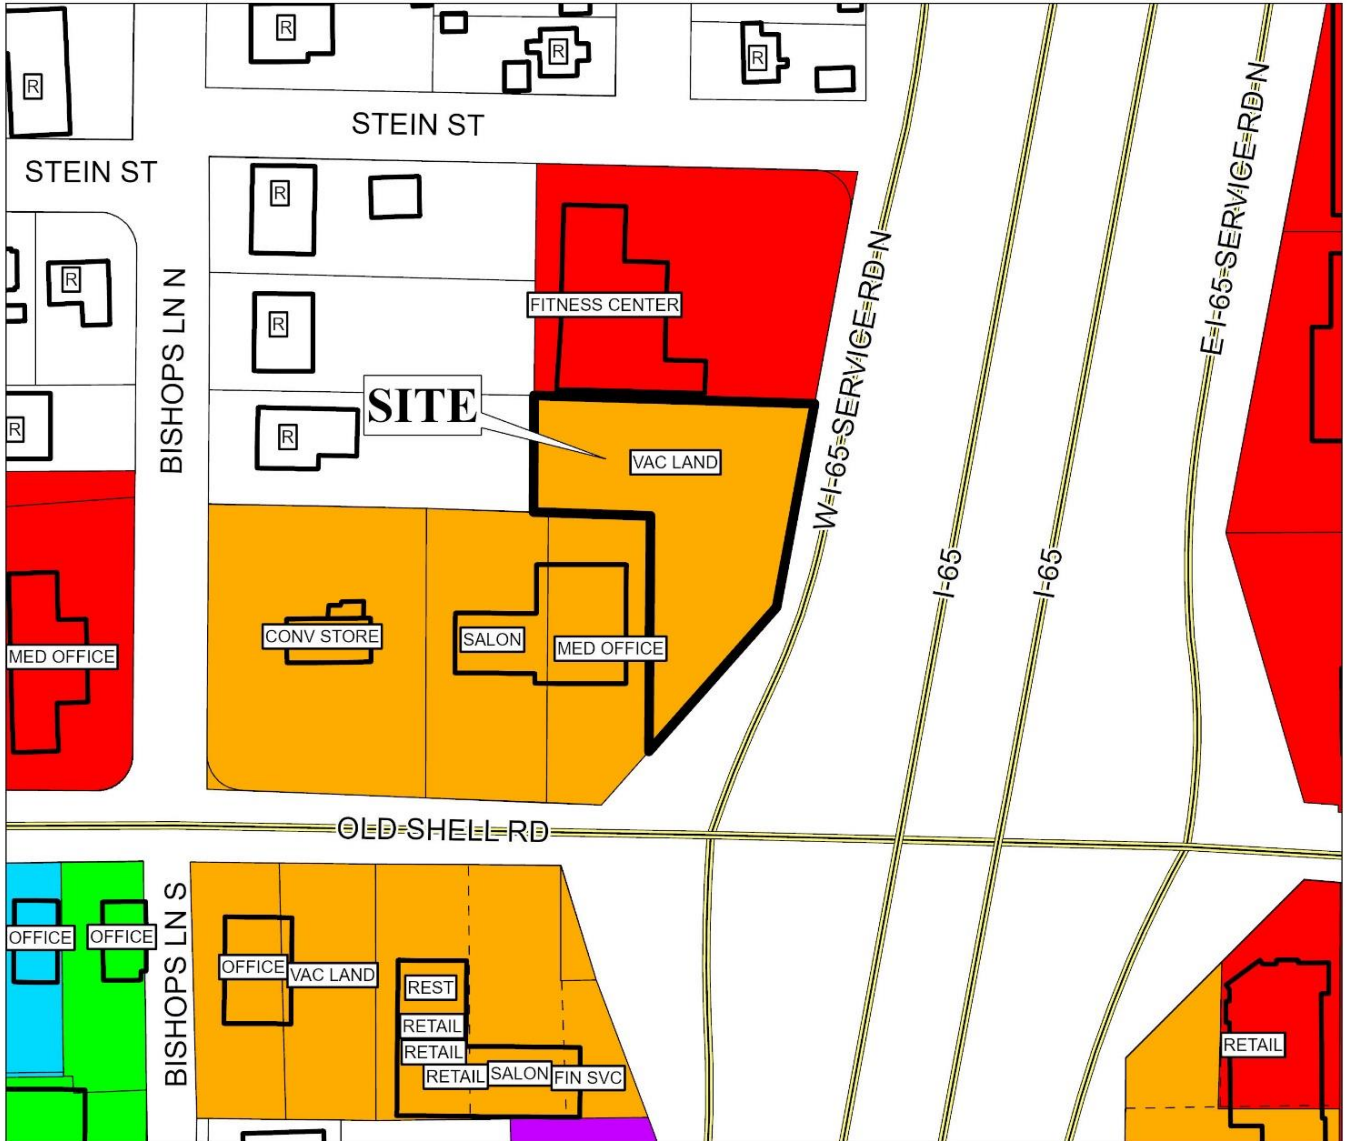 R
R
R
R
STEIN ST
STEIN ST
R
R
R
R
R
BISHOPS LN N
FITNESS CENTER
SITE
VAC LAND
W I-65 SERVICE RD N
E I-65 SERVICE RD N
I-65
I-65
CONV STORE
SALON
MED OFFICE
MED OFFICE
OLD SHELL RD
BISHOPS LN S
OFFICE
OFFICE
OFFICE
VAC LAND
REST
RETAIL
RETAIL
RETAIL
SALON
FIN SVC
RETAIL